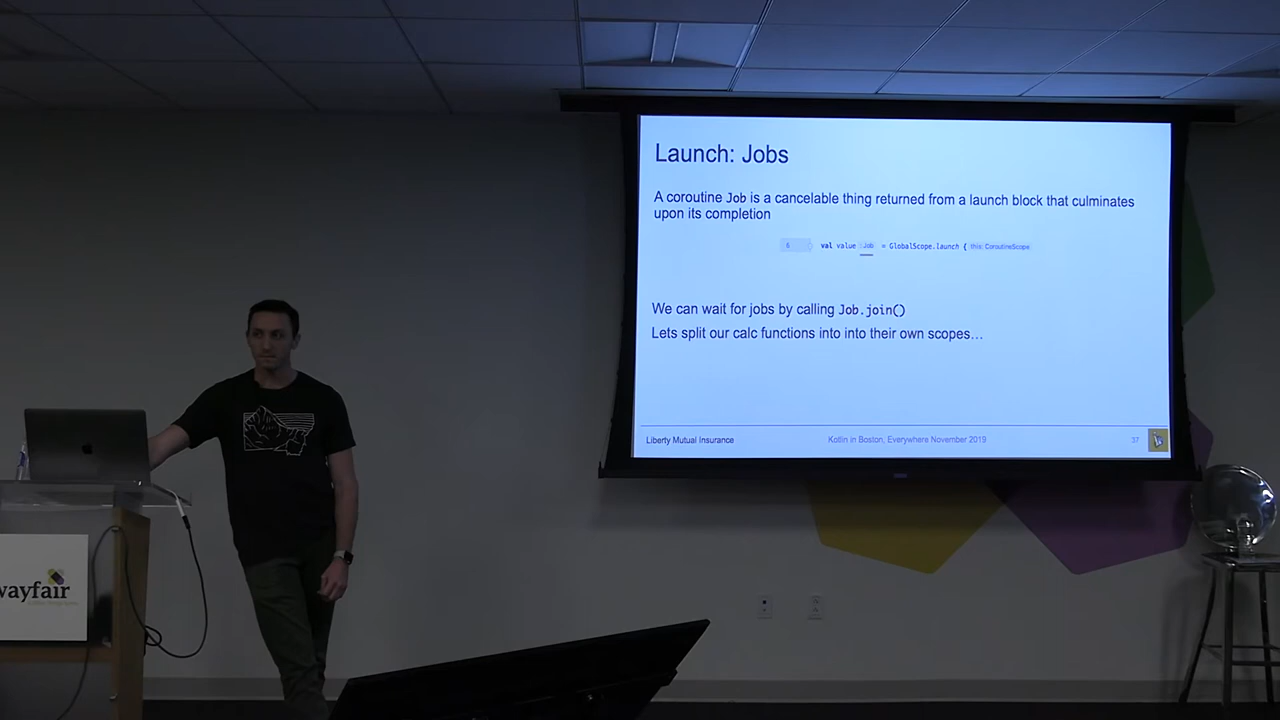 Launch: Jobs
A coroutine Job is a cancelable thing returned from a launch block that culminates
upon its completion
6 val value : Job = GlobalScope.launch { this: CoroutineScope
We can wait for jobs by calling Job.join()
Lets split our calc functions into into their own scopes...
Liberty Mutual Insurance
Kotlin in Boston, Everywhere November 2019
37
wayfair